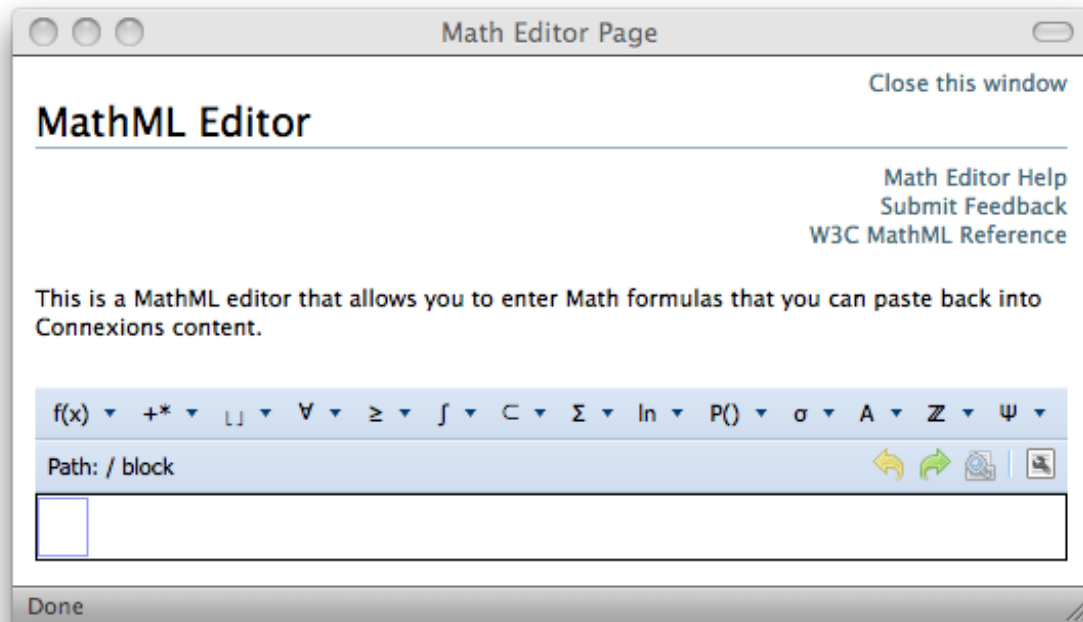 Math Editor Page
Close this window
MathML Editor
Math Editor Help
Submit Feedback
W3C MathML Reference
This is a MathML editor that allows you to enter Math formulas that you can paste back into
Connexions content.
f(x) +* ⌊⌋ ∀ ≥ ∫ ⊂ Σ ln P() σ A ℤ Ψ
Path: / block
Done